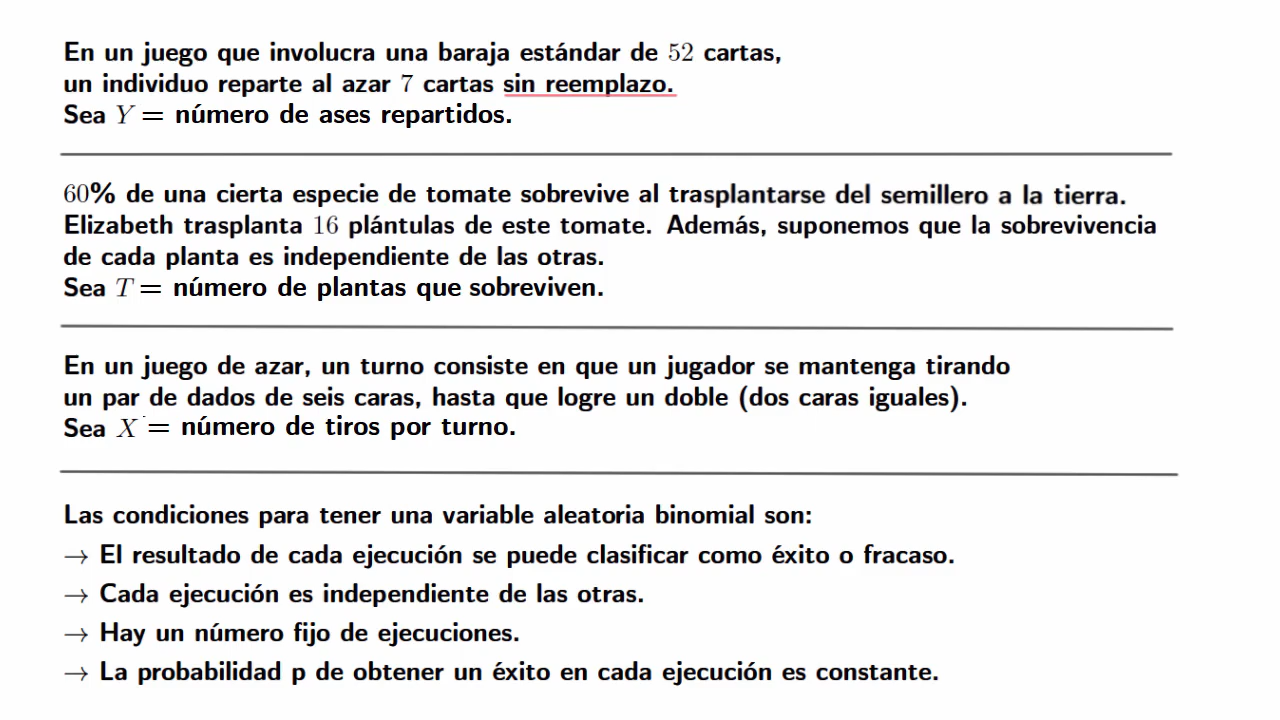 En un juego que involucra una baraja estándar de 52 cartas,
un individuo reparte al azar 7 cartas sin reemplazo.
Sea Y = número de ases repartidos.
60% de una cierta especie de tomate sobrevive al trasplantarse del semillero a la tierra.
Elizabeth trasplanta 16 plántulas de este tomate. Además, suponemos que la sobrevivencia
de cada planta es independiente de las otras.
Sea T = número de plantas que sobreviven.
En un juego de azar, un turno consiste en que un jugador se mantenga tirando
un par de dados de seis caras, hasta que logre un doble (dos caras iguales).
Sea X = número de tiros por turno.
Las condiciones para tener una variable aleatoria binomial son:
→ El resultado de cada ejecución se puede clasificar como éxito o fracaso.
→ Cada ejecución es independiente de las otras.
→ Hay un número fijo de ejecuciones.
→ La probabilidad p de obtener un éxito en cada ejecución es constante.